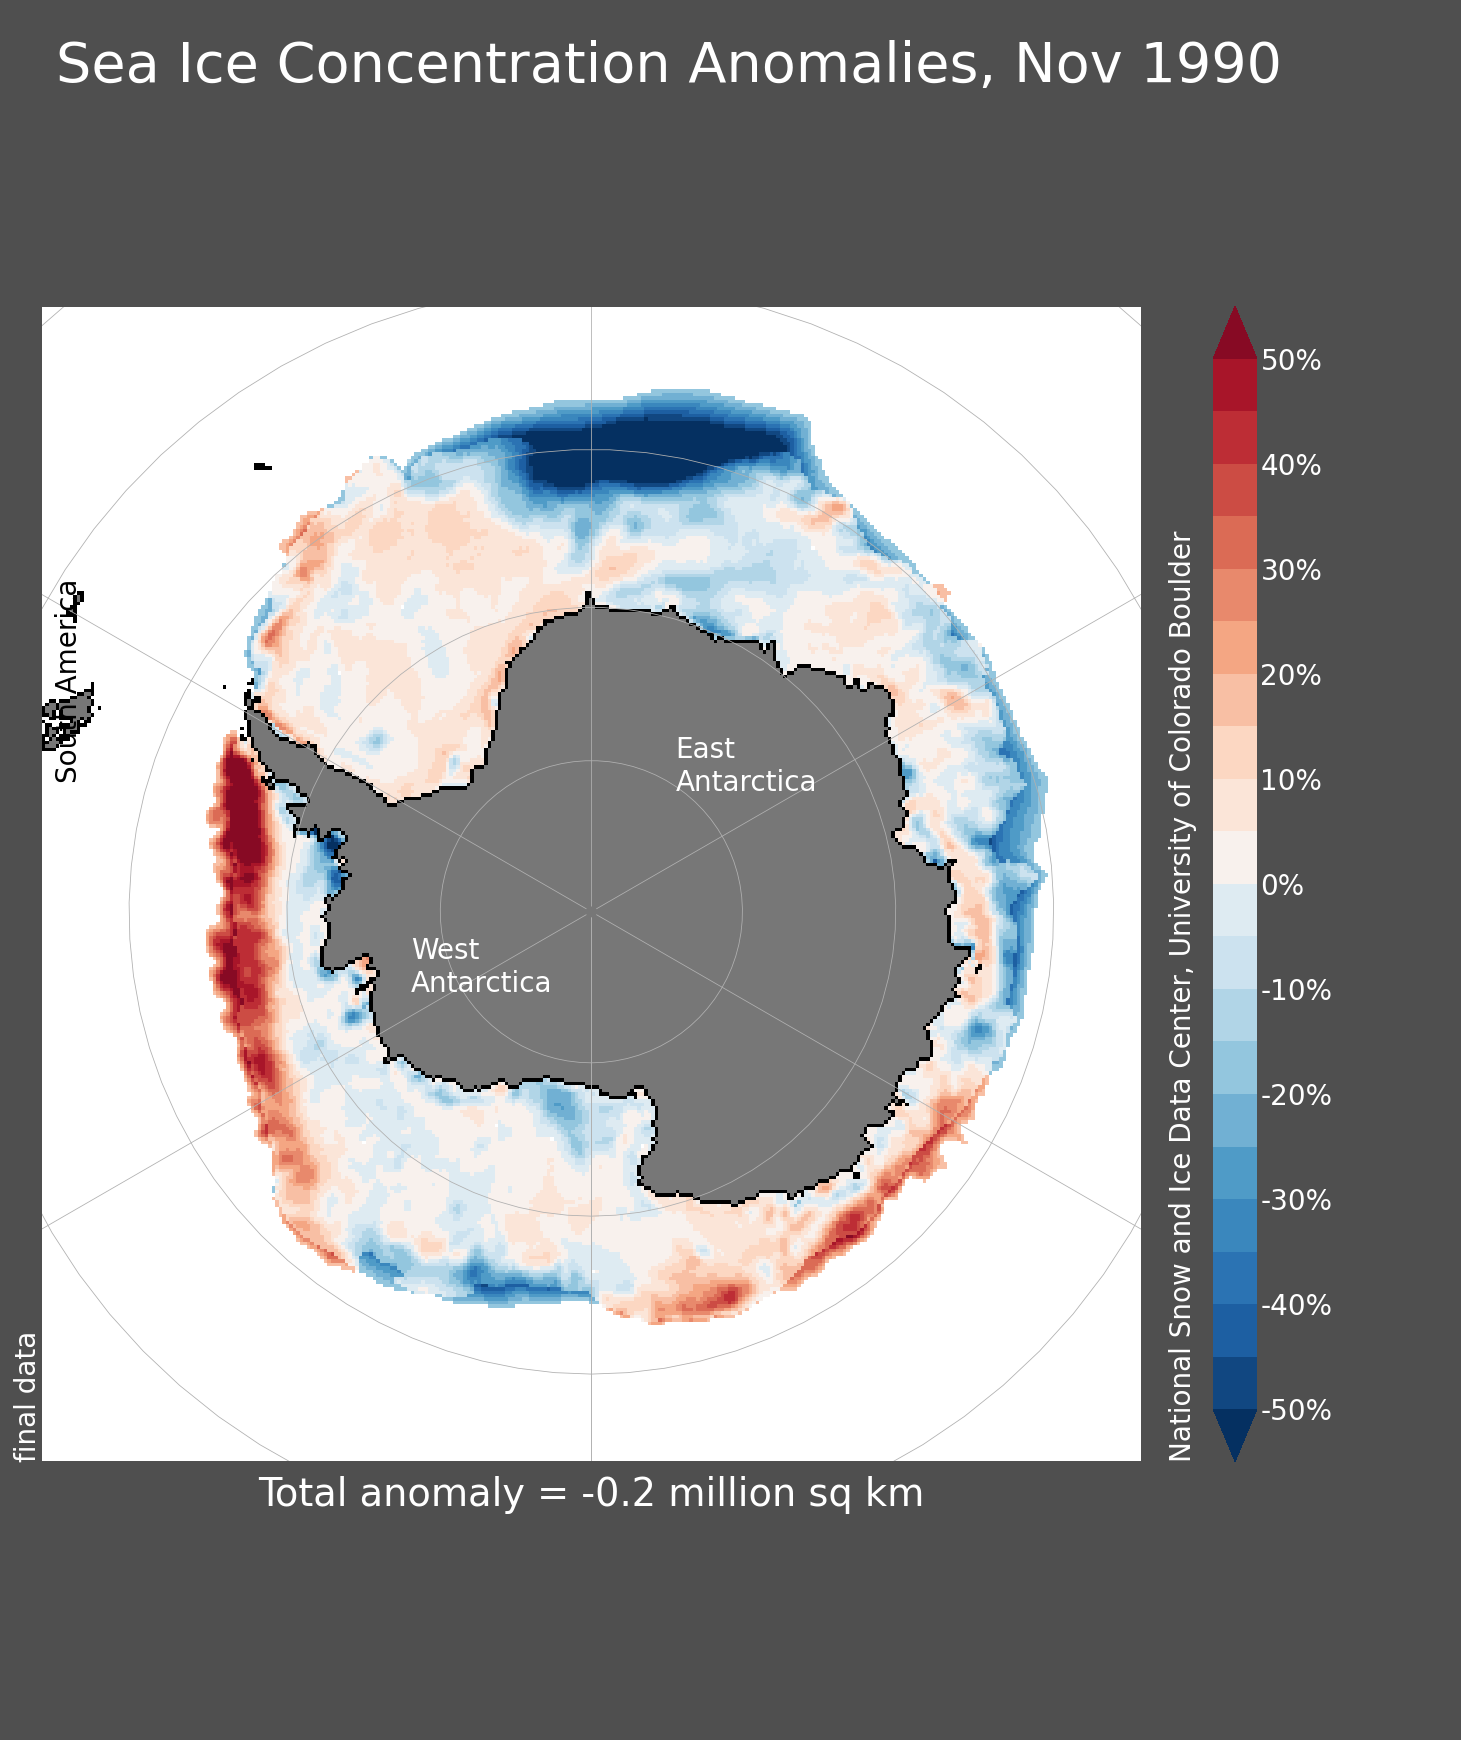 Sea Ice Concentration Anomalies, Nov 1990
South America
East
Antarctica
West
Antarctica
final data
National Snow and Ice Data Center, University of Colorado Boulder
50%
40%
30%
20%
10%
0%
-10%
-20%
-30%
-40%
-50%
Total anomaly = -0.2 million sq km